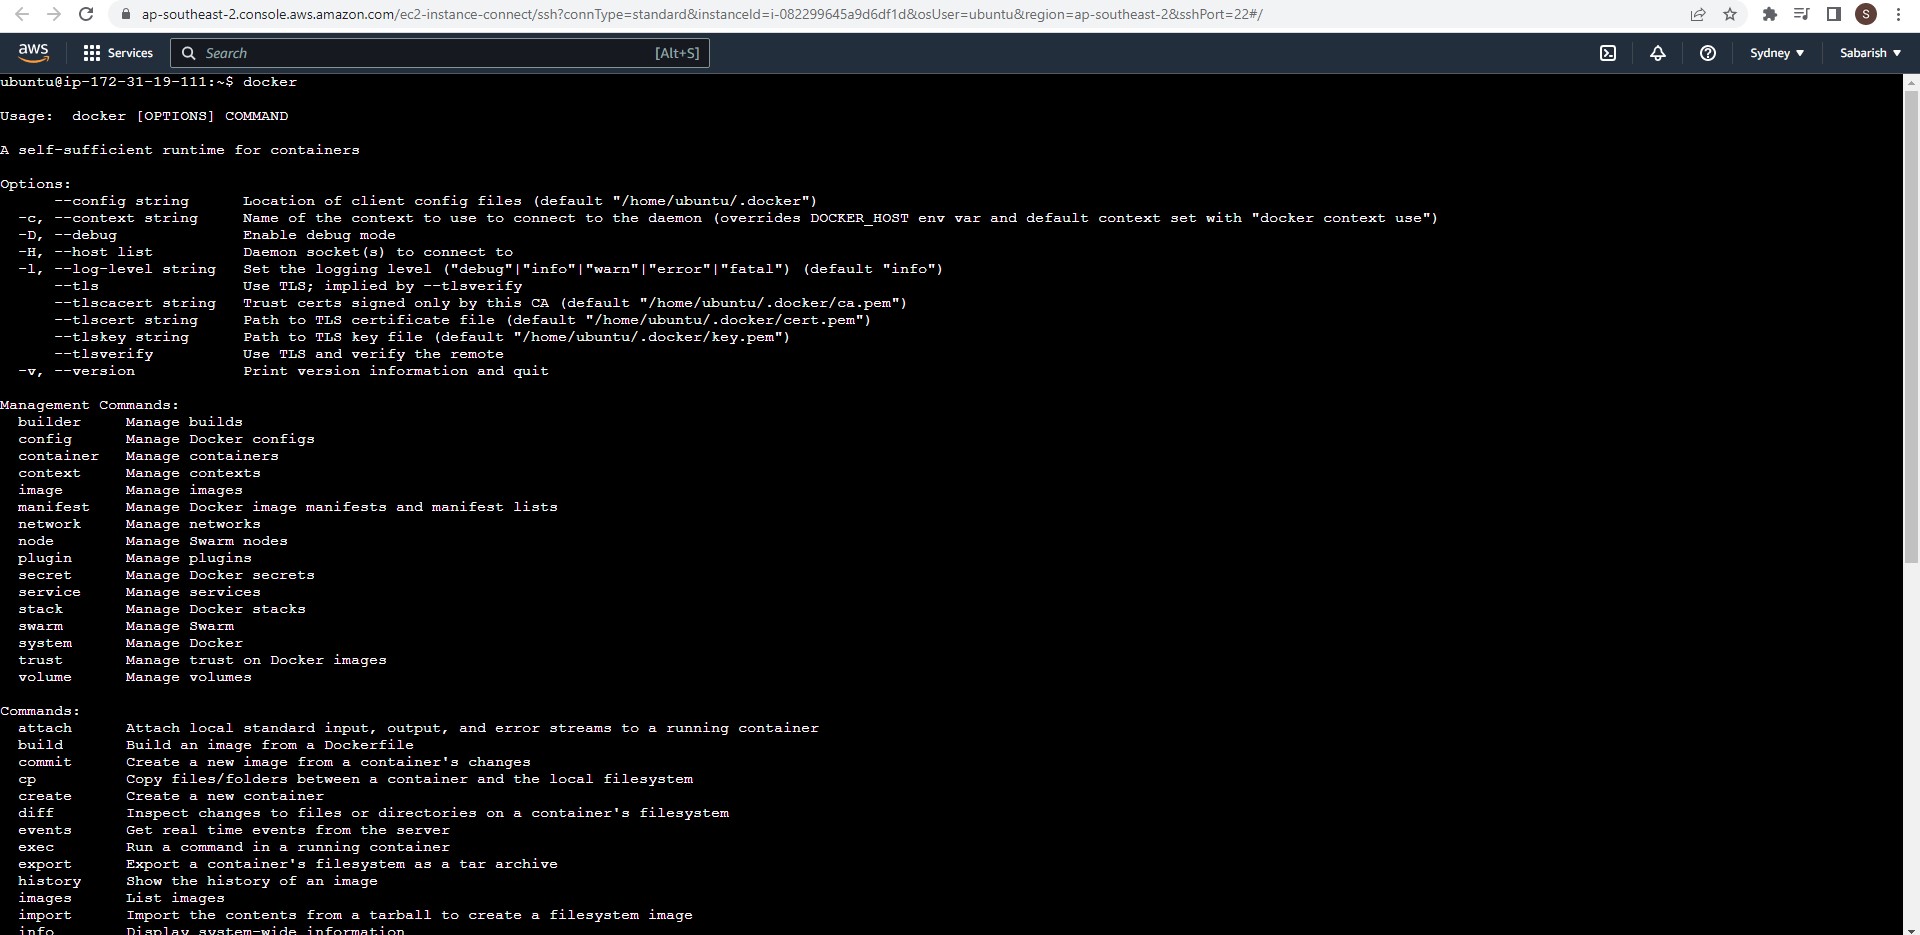 ap-southeast-2.console.aws.amazon.com/ec2-instance-connect/ssh?connType=standard&instanceId=i-082299645a9d6df1d&osUser=ubuntu&region=ap-southeast-2&sshPort=22#/
S
aws Services Search [Alt+S] Sydney Sabarish
ubuntu@ip-172-31-19-111:~$ docker
Usage:  docker [OPTIONS] COMMAND
A self-sufficient runtime for containers
Options:
      --config string      Location of client config files (default "/home/ubuntu/.docker")
  -c, --context string     Name of the context to use to connect to the daemon (overrides DOCKER_HOST env var and default context set with "docker context use")
  -D, --debug              Enable debug mode
  -H, --host list          Daemon socket(s) to connect to
  -l, --log-level string   Set the logging level ("debug"|"info"|"warn"|"error"|"fatal") (default "info")
      --tls                Use TLS; implied by --tlsverify
      --tlscacert string   Trust certs signed only by this CA (default "/home/ubuntu/.docker/ca.pem")
      --tlscert string     Path to TLS certificate file (default "/home/ubuntu/.docker/cert.pem")
      --tlskey string      Path to TLS key file (default "/home/ubuntu/.docker/key.pem")
      --tlsverify          Use TLS and verify the remote
  -v, --version            Print version information and quit
Management Commands:
  builder     Manage builds
  config      Manage Docker configs
  container   Manage containers
  context     Manage contexts
  image       Manage images
  manifest    Manage Docker image manifests and manifest lists
  network     Manage networks
  node        Manage Swarm nodes
  plugin      Manage plugins
  secret      Manage Docker secrets
  service     Manage services
  stack       Manage Docker stacks
  swarm       Manage Swarm
  system      Manage Docker
  trust       Manage trust on Docker images
  volume      Manage volumes
Commands:
  attach      Attach local standard input, output, and error streams to a running container
  build       Build an image from a Dockerfile
  commit      Create a new image from a container's changes
  cp          Copy files/folders between a container and the local filesystem
  create      Create a new container
  diff        Inspect changes to files or directories on a container's filesystem
  events      Get real time events from the server
  exec        Run a command in a running container
  export      Export a container's filesystem as a tar archive
  history     Show the history of an image
  images      List images
  import      Import the contents from a tarball to create a filesystem image
  info        Display system-wide information